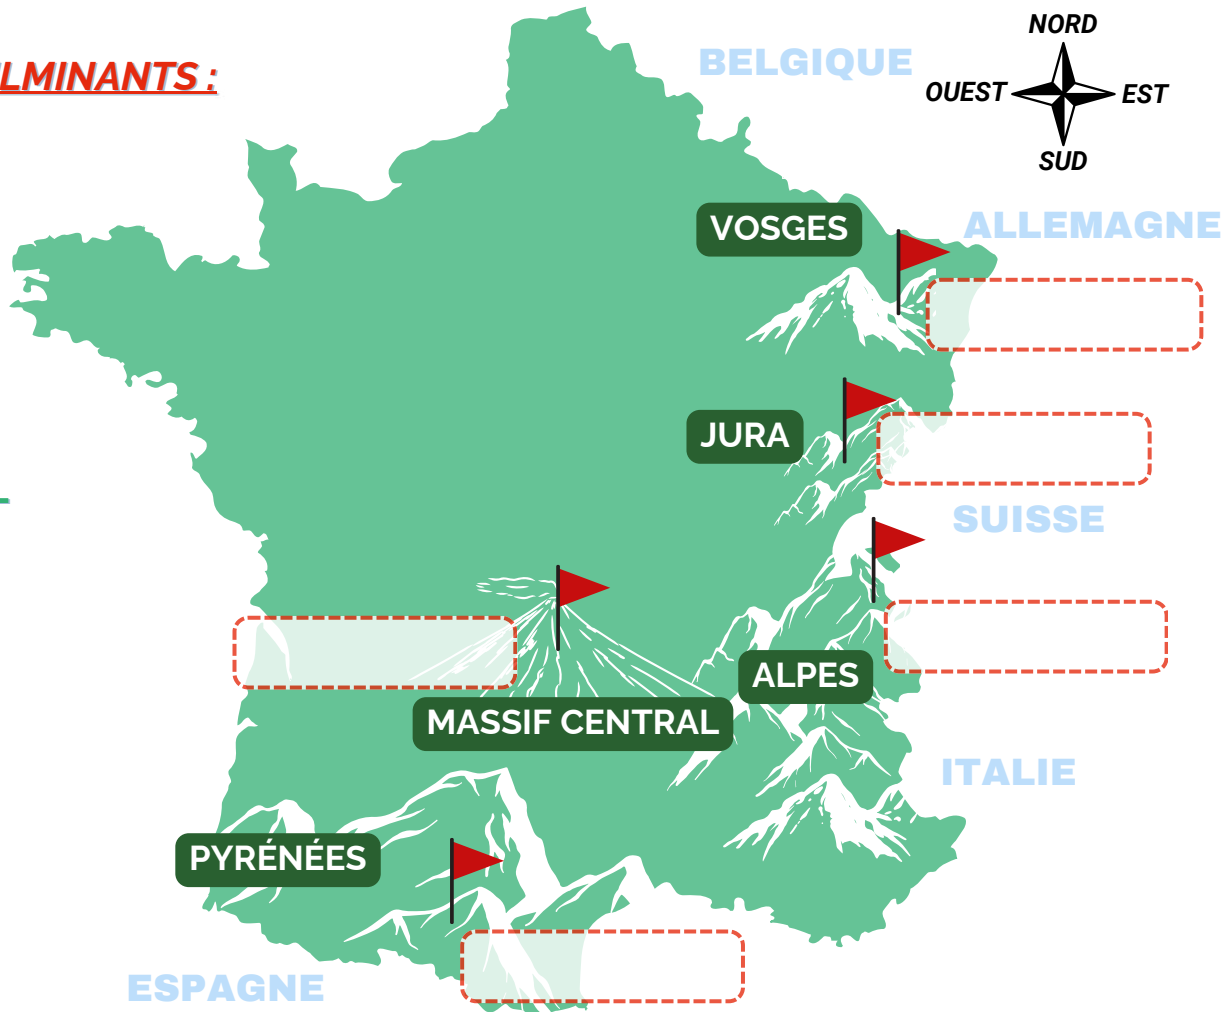 NORD
BELGIQUE
LMINANTS :
OUEST
EST
SUD
VOSGES
ALLEMAGNE
JURA
SUISSE
ALPES
MASSIF CENTRAL
ITALIE
PYRÉNÉES
ESPAGNE